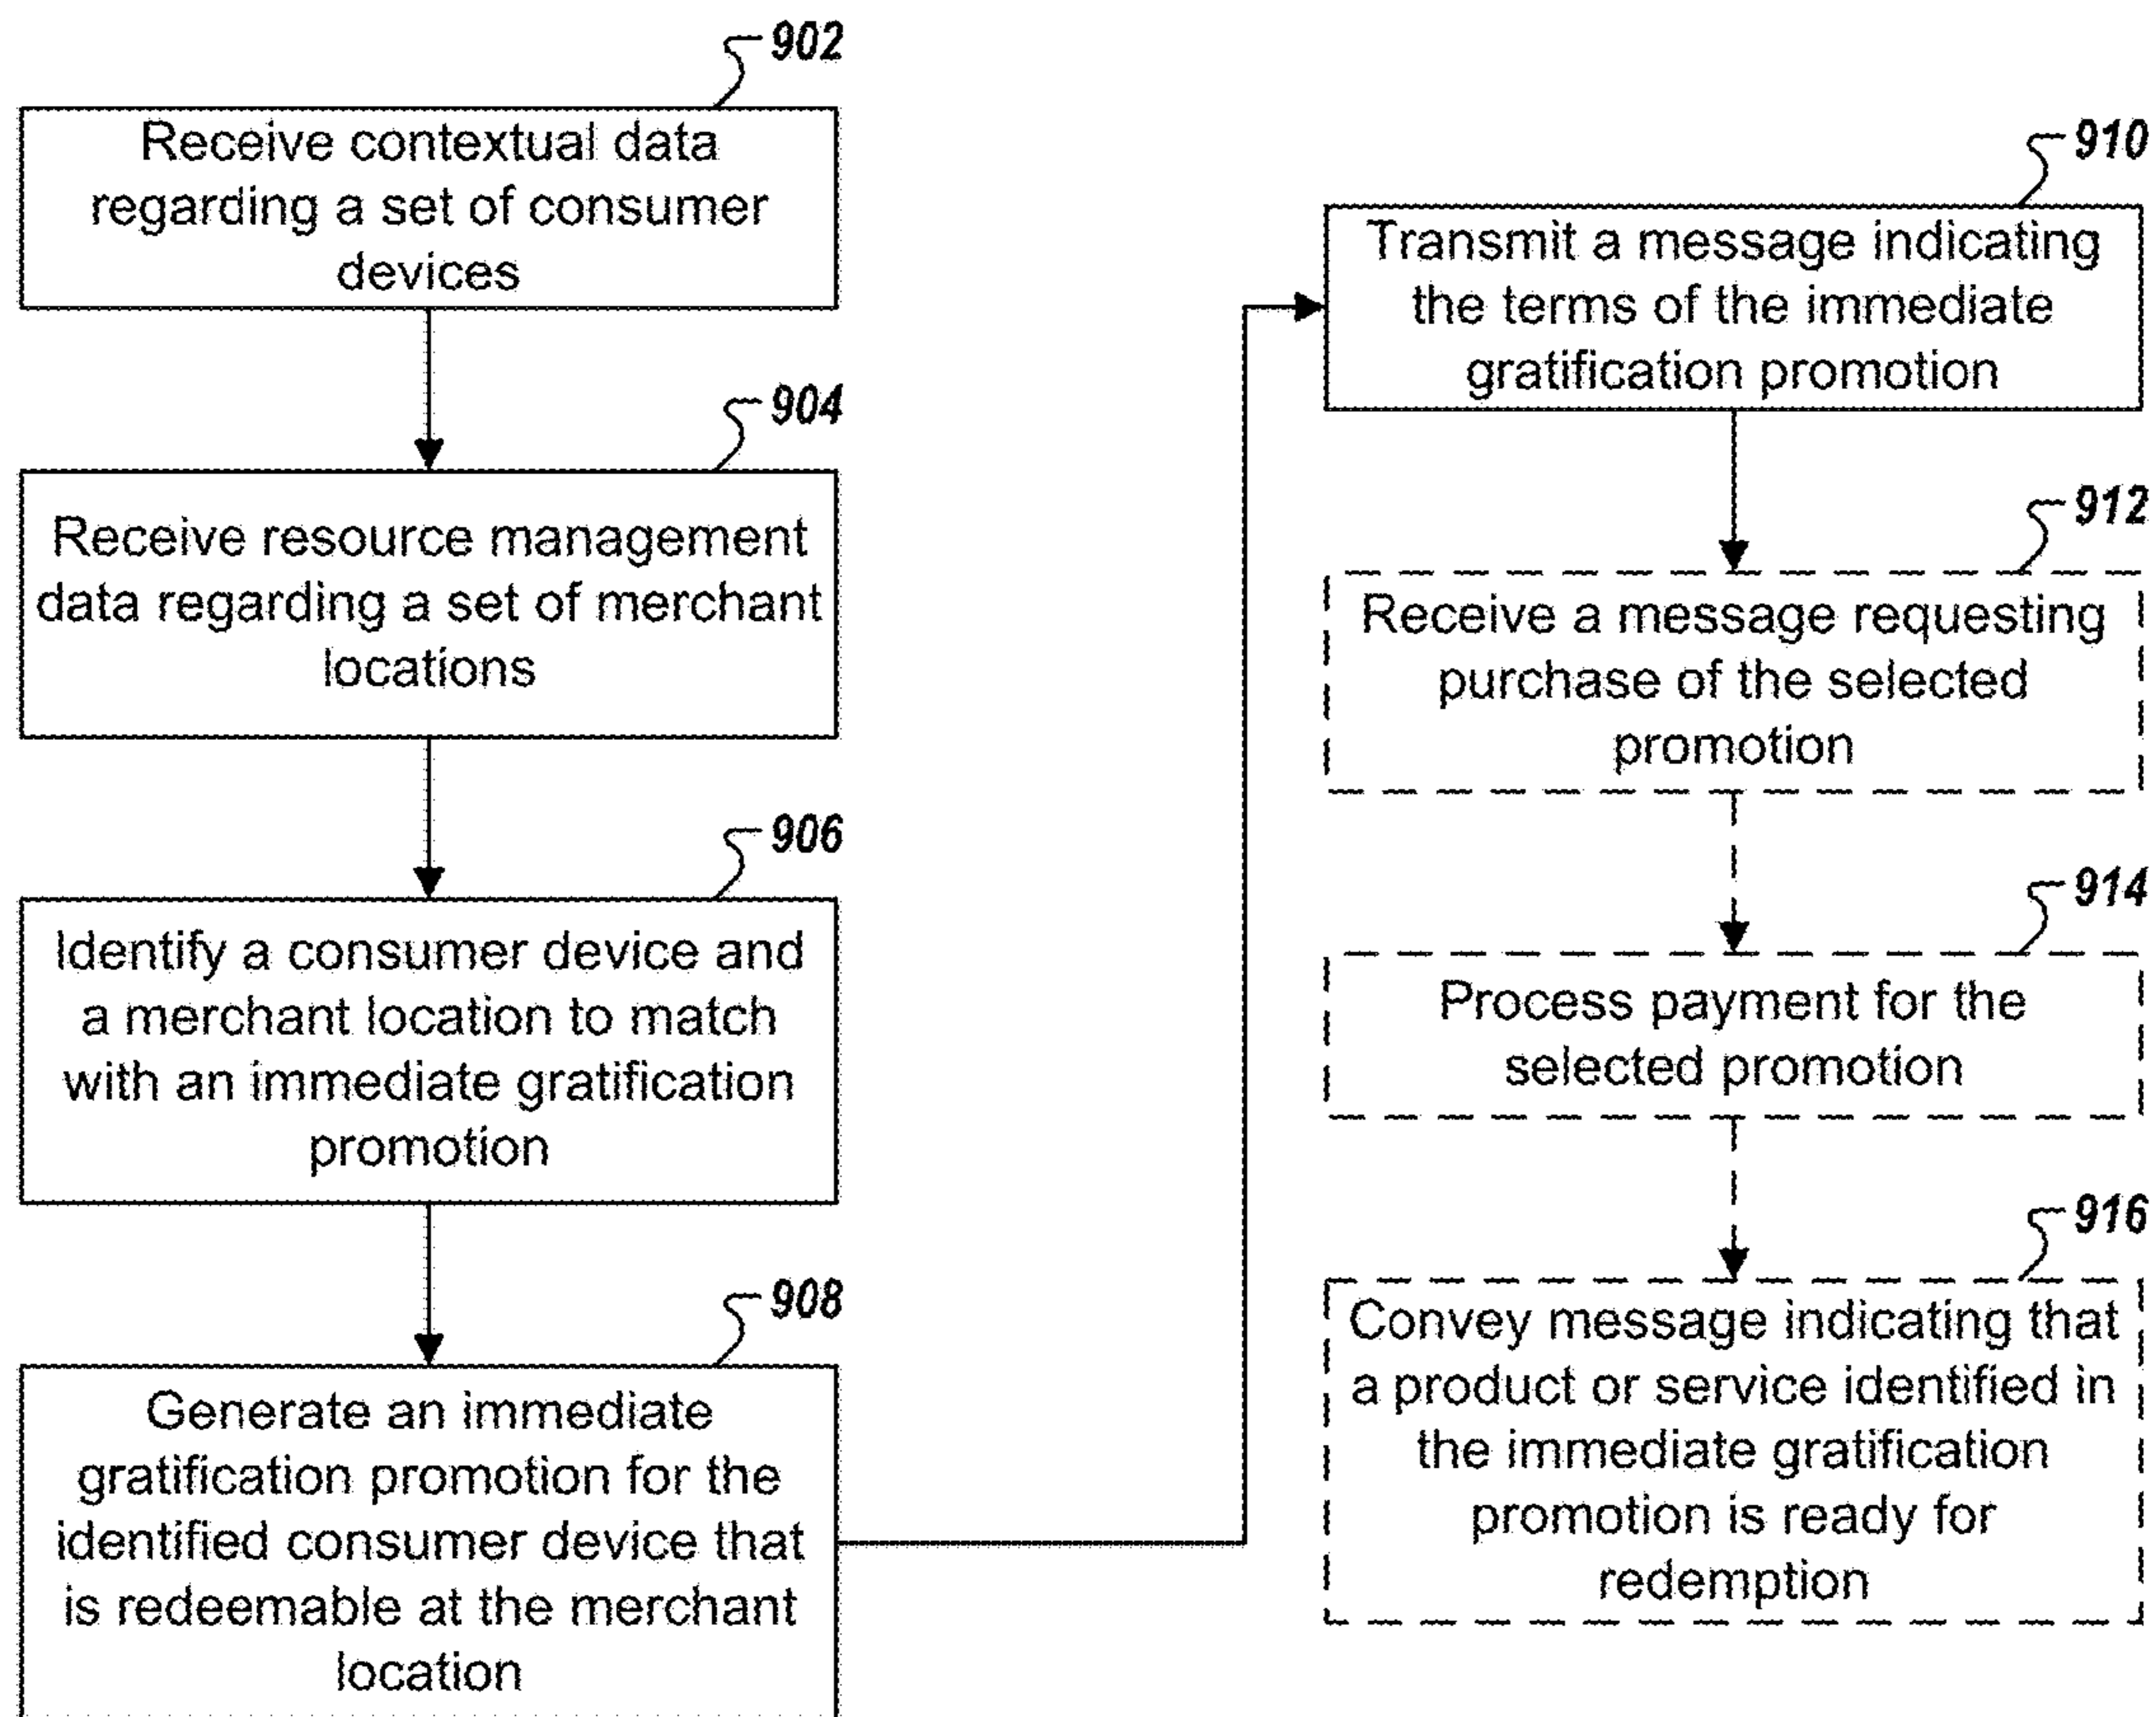 902
Receive contextual data
regarding a set of consumer
devices
904
Receive resource management
data regarding a set of merchant
locations
906
Identify a consumer device and
a merchant location to match
with an immediate gratification
promotion
908
Generate an immediate
gratification promotion for the
identified consumer device that
is redeemable at the merchant
location
910
Transmit a message indicating
the terms of the immediate
gratification promotion
912
Receive a message requesting
purchase of the selected
promotion
914
Process payment for the
selected promotion
916
Convey message indicating that
a product or service identified in
the immediate gratification
promotion is ready for
redemption